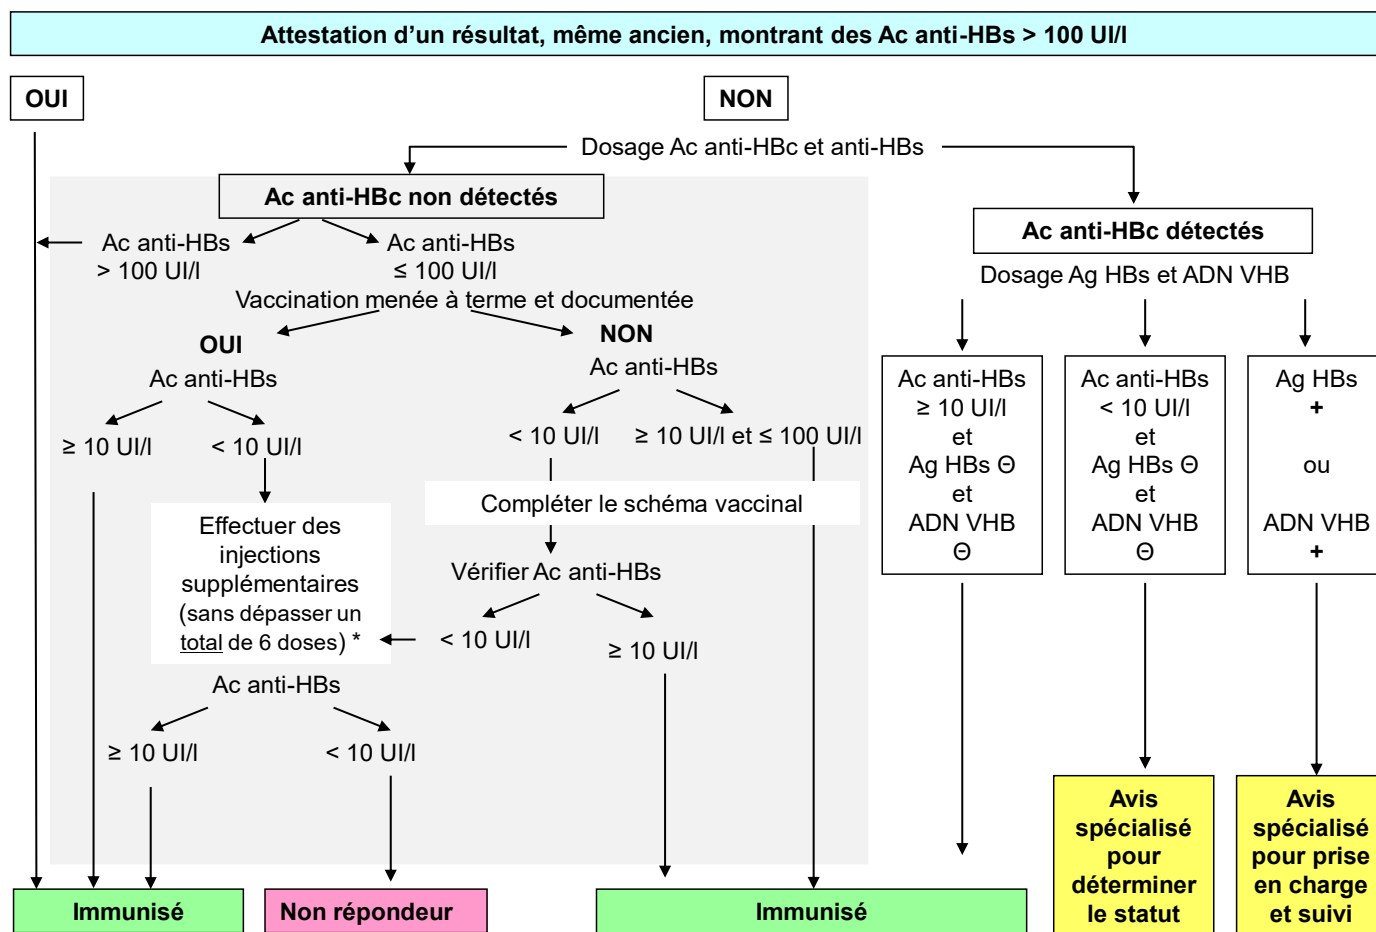 Attestation d’un résultat, même ancien, montrant des Ac anti-HBs > 100 UI/l
OUI
NON
Dosage Ac anti-HBc et anti-HBs
Ac anti-HBc non détectés
Ac anti-HBs
> 100 UI/l
Ac anti-HBs
≤ 100 UI/l
Vaccination menée à terme et documentée
OUI
Ac anti-HBs
≥ 10 UI/l
< 10 UI/l
Effectuer des
injections
supplémentaires
(sans dépasser un
total de 6 doses) *
Ac anti-HBs
≥ 10 UI/l
< 10 UI/l
NON
Ac anti-HBs
< 10 UI/l
≥ 10 UI/l et ≤ 100 UI/l
Compléter le schéma vaccinal
Vérifier Ac anti-HBs
< 10 UI/l
≥ 10 UI/l
Ac anti-HBc détectés
Dosage Ag HBs et ADN VHB
Ac anti-HBs
≥ 10 UI/l
et
Ag HBs Θ
et
ADN VHB
Θ
Ac anti-HBs
< 10 UI/l
et
Ag HBs Θ
et
ADN VHB
Θ
Ag HBs
+
ou
ADN VHB
+
Immunisé
Non répondeur
Immunisé
Avis
spécialisé
pour
déterminer
le statut
Avis
spécialisé
pour prise
en charge
et suivi